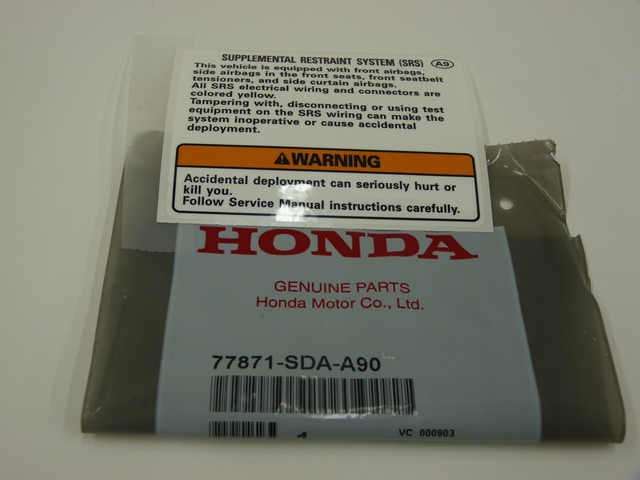 SUPPLEMENTAL RESTRAINT SYSTEM (SRS) A9
This vehicle is equipped with front airbags,
side airbags in the front seats, front seatbelt
tensioners, and side curtain airbags.
All SRS electrical wiring and connectors are
colored yellow.
Tampering with, disconnecting or using test
equipment on the SRS wiring can make the
system inoperative or cause accidental
deployment.
WARNING
Accidental deployment can seriously hurt or
kill you.
Follow Service Manual instructions carefully.
HONDA
GENUINE PARTS
Honda Motor Co., Ltd.
77871-SDA-A90
VC 000903